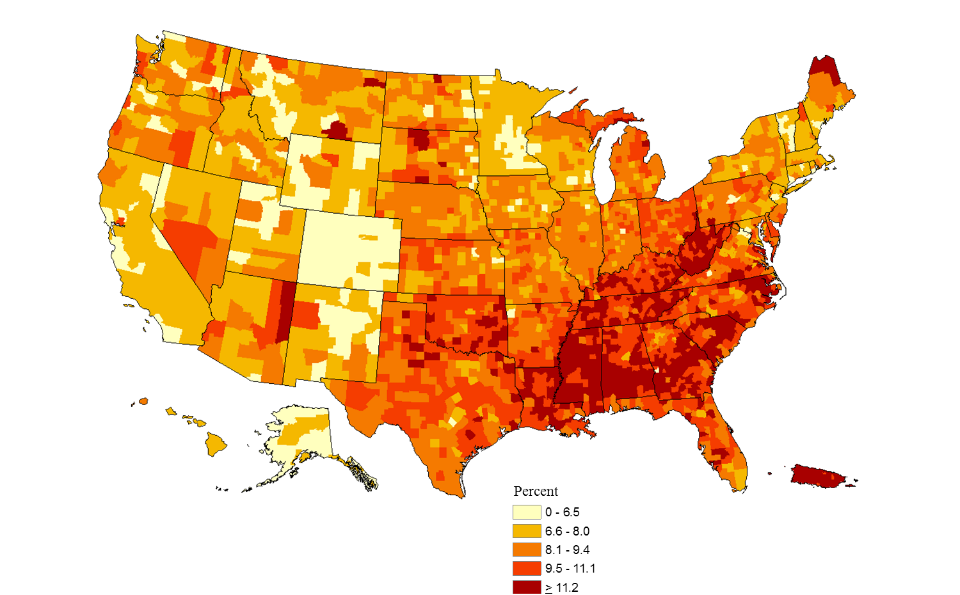 Percent
0 - 6.5
6.6 - 8.0
8.1 - 9.4
9.5 - 11.1
≥ 11.2